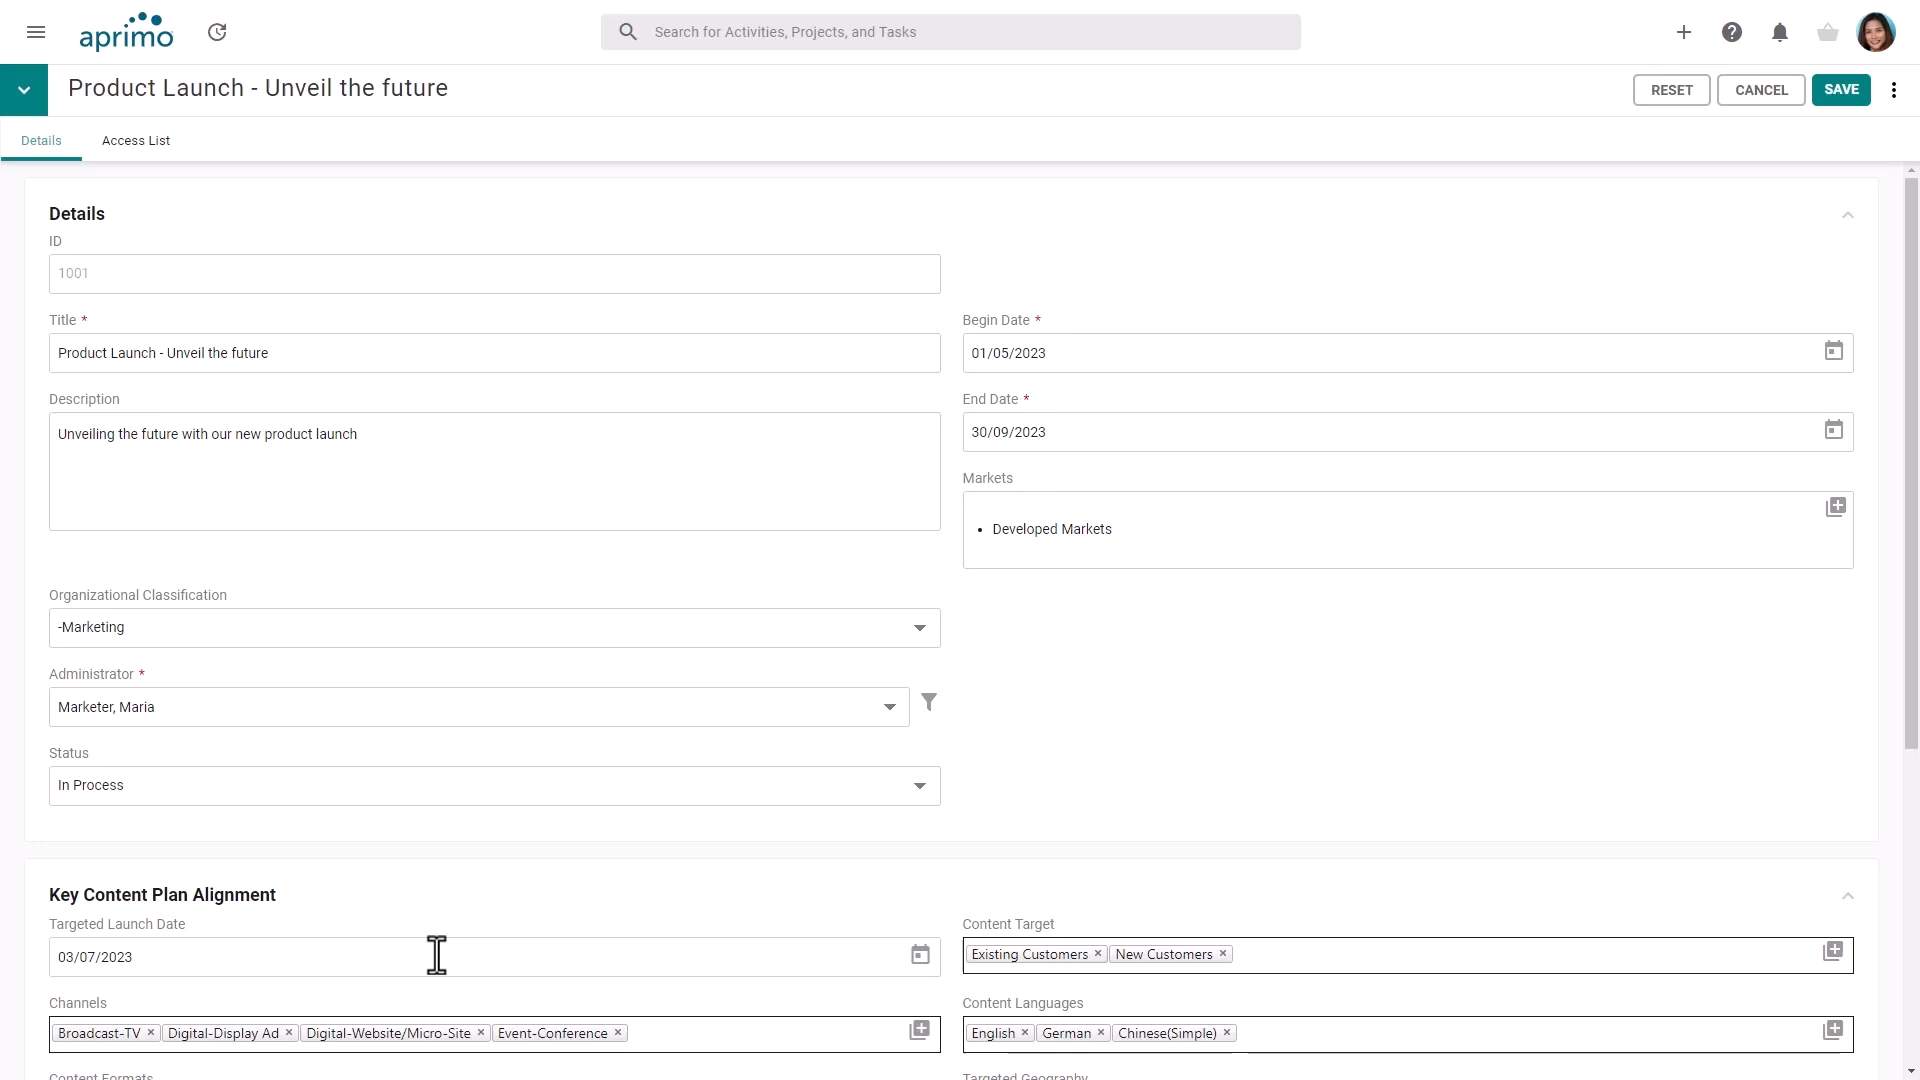 aprimo
Search for Activities, Projects, and Tasks
Product Launch - Unveil the future
RESET
CANCEL
SAVE
Details
Access List
Details
ID
1001
Title *
Product Launch - Unveil the future
Begin Date *
01/05/2023
Description
Unveiling the future with our new product launch
End Date *
30/09/2023
Markets
• Developed Markets
Organizational Classification
-Marketing
Administrator *
Marketer, Maria
Status
In Process
Key Content Plan Alignment
Targeted Launch Date
03/07/2023
Content Target
Existing Customers × New Customers ×
Channels
Broadcast-TV × Digital-Display Ad × Digital-Website/Micro-Site × Event-Conference ×
Content Languages
English × German × Chinese(Simple) ×
Content Formats
Targeted Geography